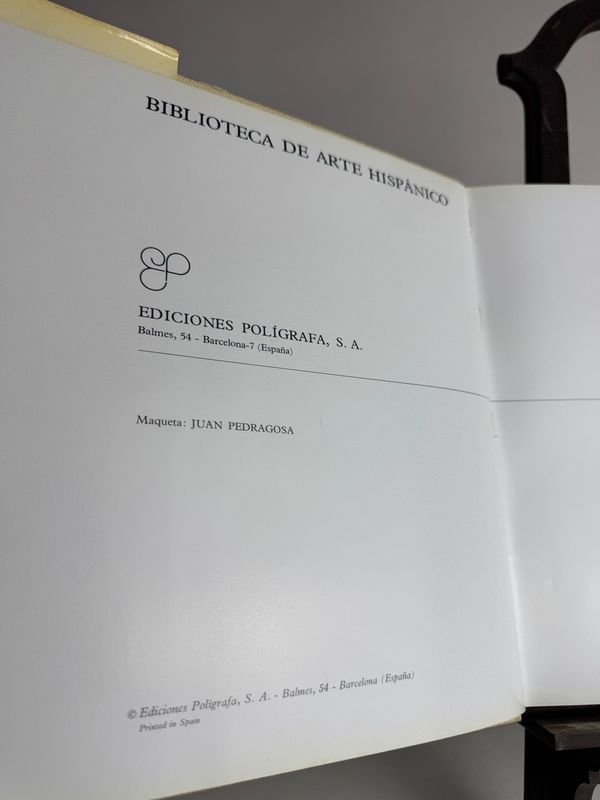 BIBLIOTECA DE ARTE HISPÁNICO
EDICIONES POLÍGRAFA, S. A.
Balmes, 54 - Barcelona-7 (España)
Maqueta: JUAN PEDRAGOSA
© Ediciones Polígrafa, S. A. - Balmes, 54 - Barcelona (España)
Printed in Spain